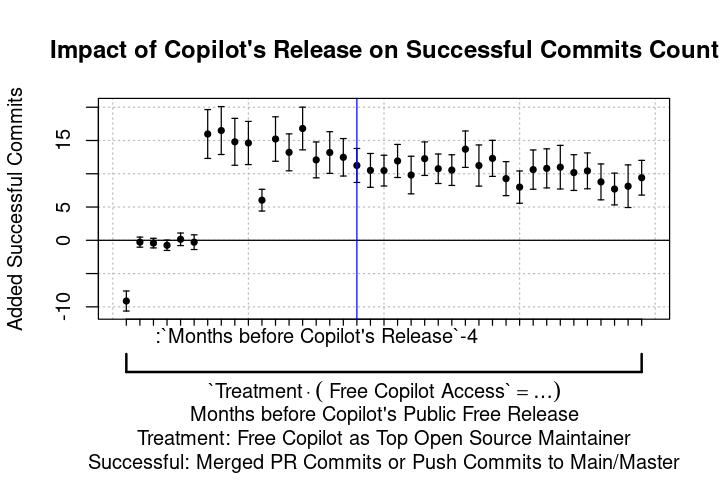 Impact of Copilot's Release on Successful Commits Count
Added Successful Commits
15
5
0
-10
:`Months before Copilot's Release`-4
`Treatment · ( Free Copilot Access` = …)
Months before Copilot's Public Free Release
Treatment: Free Copilot as Top Open Source Maintainer
Successful: Merged PR Commits or Push Commits to Main/Master